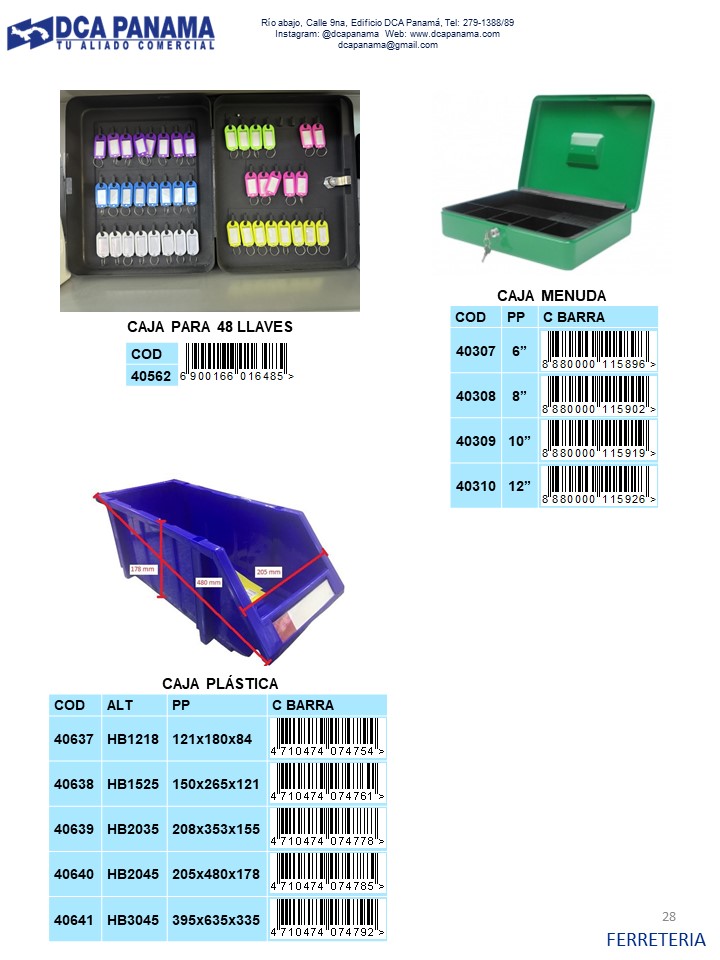 DCA PANAMA
TU ALIADO COMERCIAL
Río abajo, Calle 9na, Edificio DCA Panamá, Tel: 279-1388/89
Instagram: @dcapanama Web: www.dcapanama.com
dcapanama@gmail.com
CAJA PARA 48 LLAVES
COD
40562 6 900166 016485 >
CAJA MENUDA
COD PP C BARRA
40307 6” 8 880000 115896 >
40308 8” 8 880000 115902 >
40309 10” 8 880000 115919 >
40310 12” 8 880000 115926 >
178 mm
480 mm
205 mm
CAJA PLÁSTICA
COD ALT PP C BARRA
40637 HB1218 121x180x84 4 710474 074754 >
40638 HB1525 150x265x121 4 710474 074761 >
40639 HB2035 208x353x155 4 710474 074778 >
40640 HB2045 205x480x178 4 710474 074785 >
40641 HB3045 395x635x335 4 710474 074792 >
28
FERRETERIA